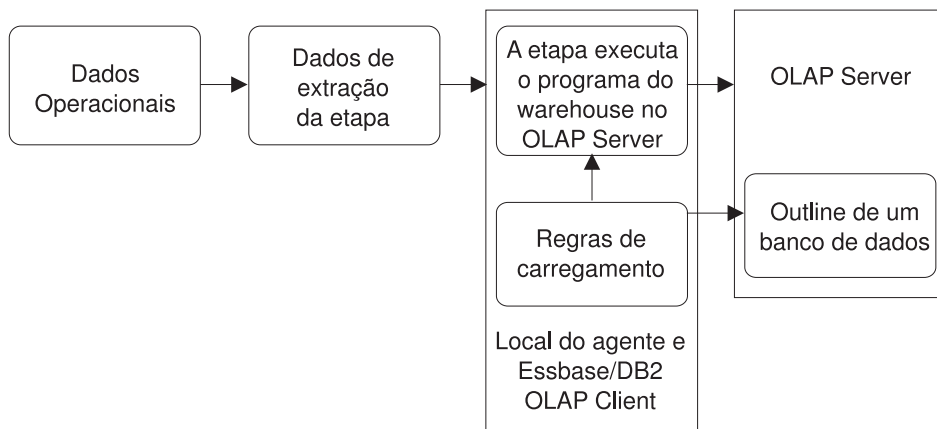 Dados
Operacionais
Dados de
extração
da etapa
A etapa executa
o programa do
warehouse no
OLAP Server
OLAP Server
Regras de
carregamento
Outline de um
banco de dados
Local do agente e
Essbase/DB2
OLAP Client